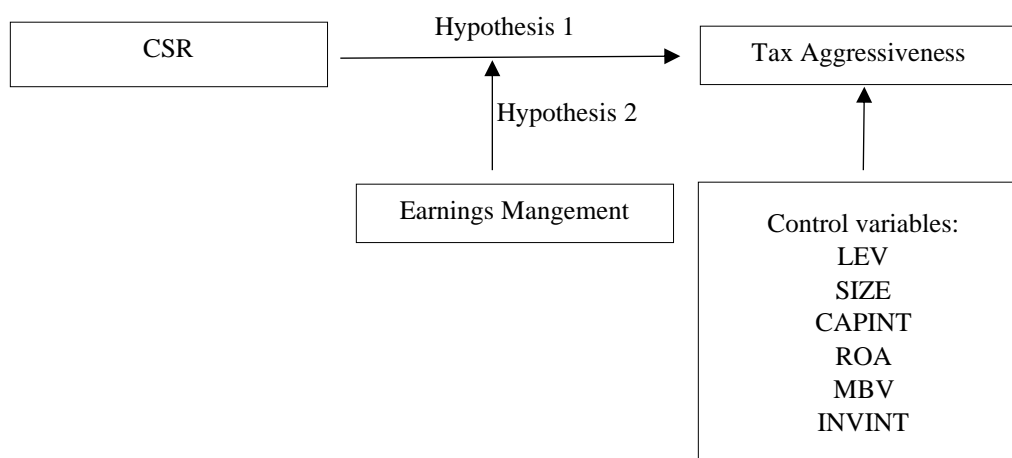 Hypothesis 1
CSR
Tax Aggressiveness
Hypothesis 2
Earnings Mangement
Control variables:
LEV
SIZE
CAPINT
ROA
MBV
INVINT